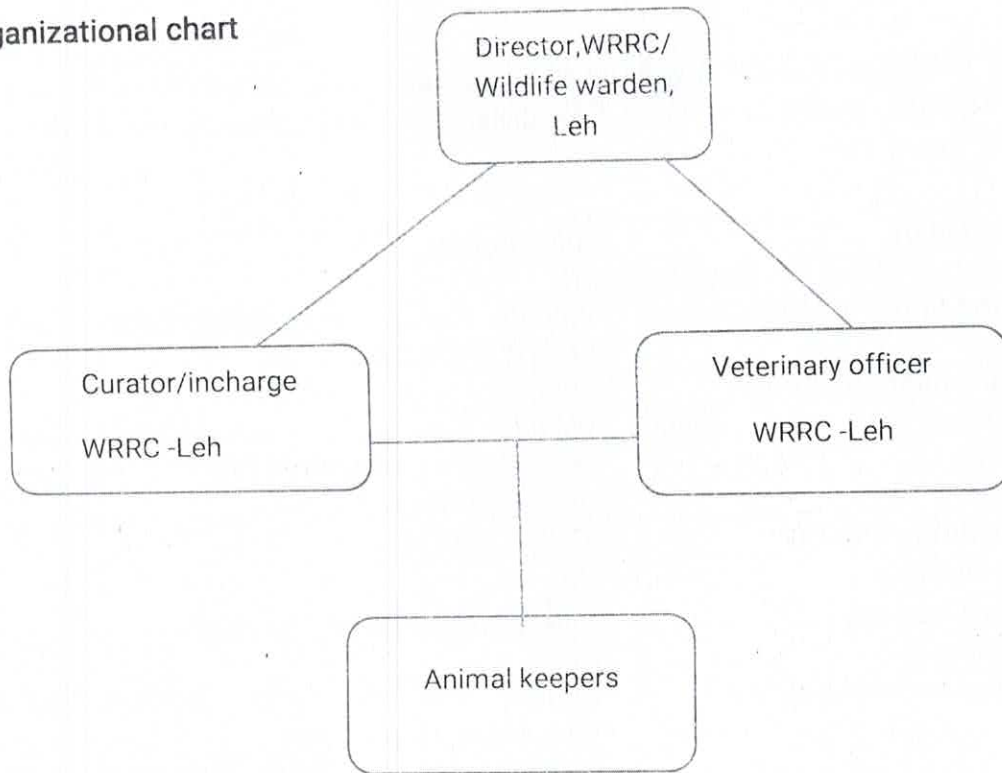 ganizational chart
Director,WRRC/
Wildlife warden,
Leh
Curator/incharge
WRRC -Leh
Veterinary officer
WRRC -Leh
Animal keepers